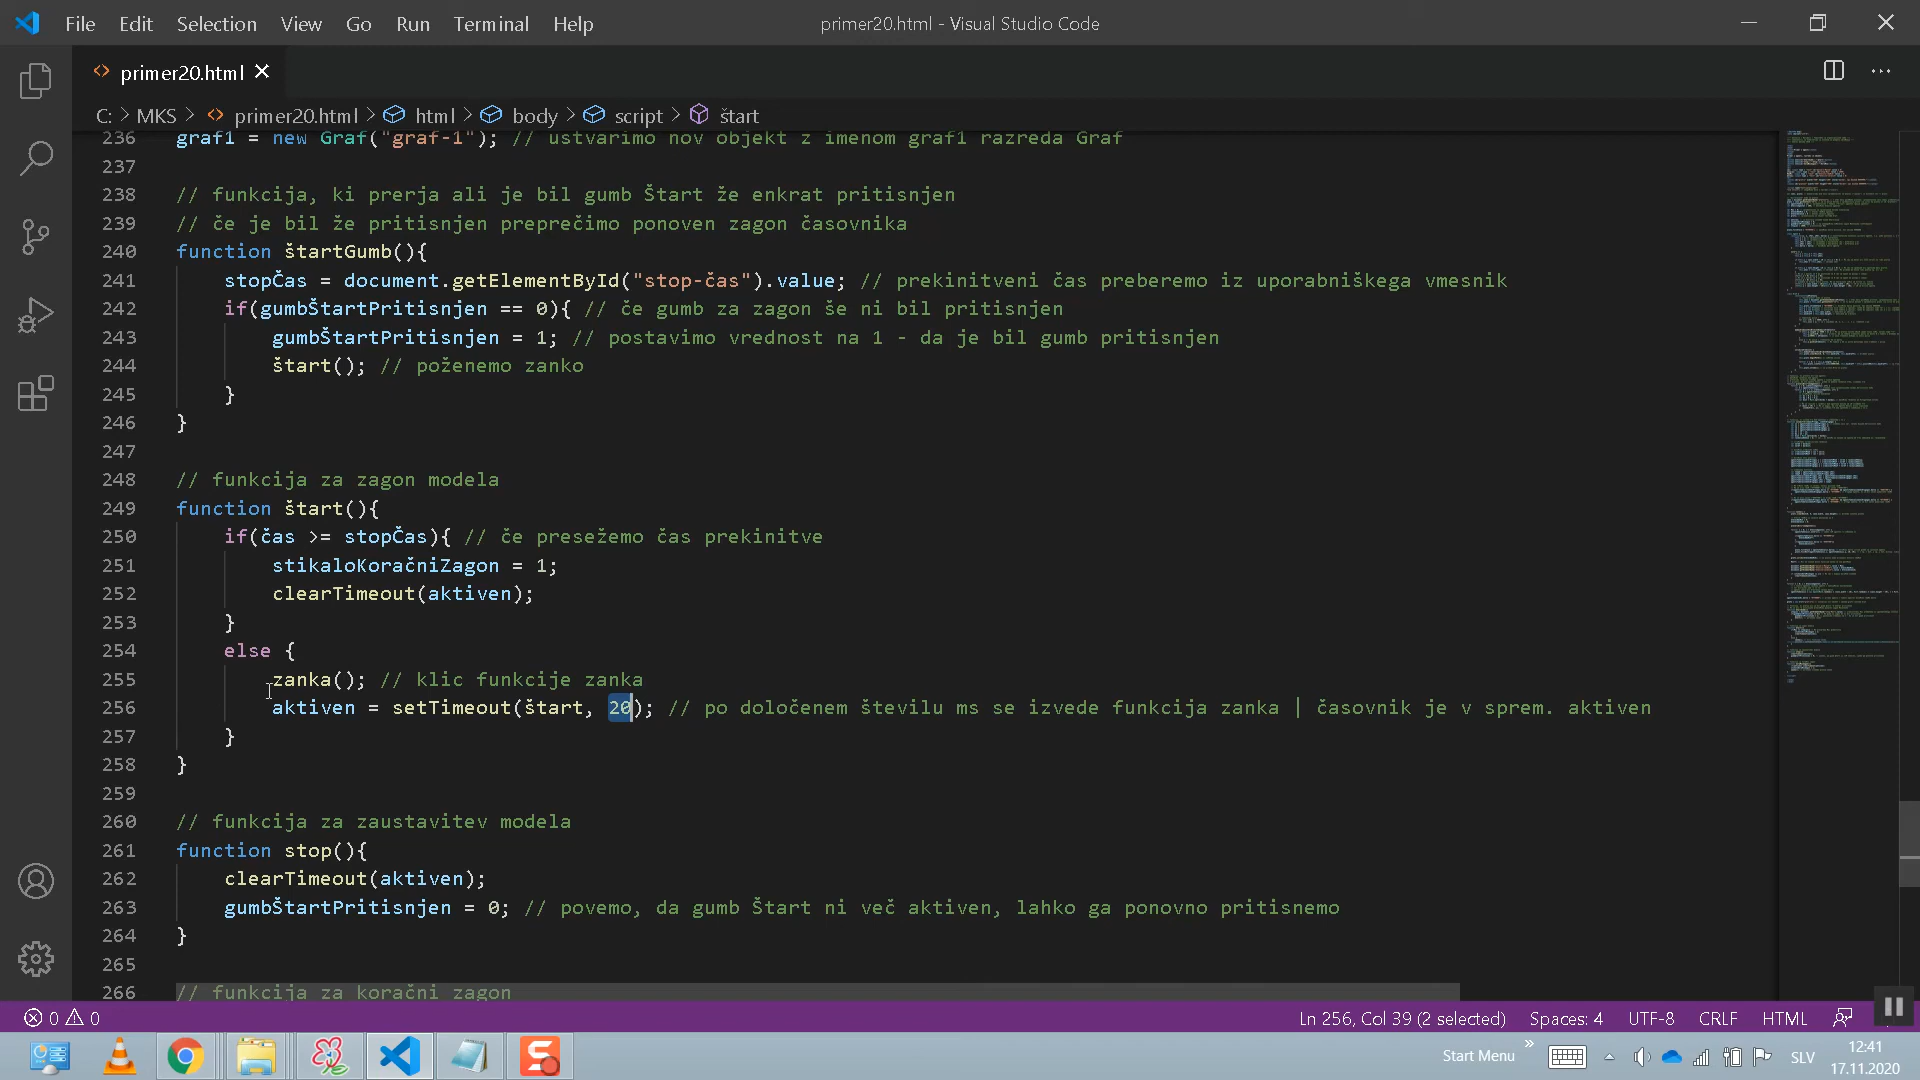 File Edit Selection View Go Run Terminal Help
primer20.html - Visual Studio Code
primer20.html
C: > MKS > primer20.html > html > body > script > štart
236 graf1 = new Graf("graf-1"); // ustvarimo nov objekt z imenom graf1 razreda Graf
237
238 // funkcija, ki prerja ali je bil gumb Štart že enkrat pritisnjen
239 // če je bil že pritisnjen preprečimo ponoven zagon časovnika
240 function štartGumb(){
241 stopČas = document.getElementById("stop-čas").value; // prekinitveni čas preberemo iz uporabniškega vmesnik
242 if(gumbŠtartPritisnjen == 0){ // če gumb za zagon še ni bil pritisnjen
243 gumbŠtartPritisnjen = 1; // postavimo vrednost na 1 - da je bil gumb pritisnjen
244 štart(); // poženemo zanko
245 }
246 }
247
248 // funkcija za zagon modela
249 function štart(){
250 if(čas >= stopČas){ // če presežemo čas prekinitve
251 stikaloKoračniZagon = 1;
252 clearTimeout(aktiven);
253 }
254 else {
255 zanka(); // klic funkcije zanka
256 aktiven = setTimeout(štart, 20); // po določenem številu ms se izvede funkcija zanka | časovnik je v sprem. aktiven
257 }
258 }
259
260 // funkcija za zaustavitev modela
261 function stop(){
262 clearTimeout(aktiven);
263 gumbŠtartPritisnjen = 0; // povemo, da gumb Štart ni več aktiven, lahko ga ponovno pritisnemo
264 }
265
266 // funkcija za koračni zagon
0 0 Ln 256, Col 39 (2 selected) Spaces: 4 UTF-8 CRLF HTML
Start Menu » SLV 12:41
17.11.2020